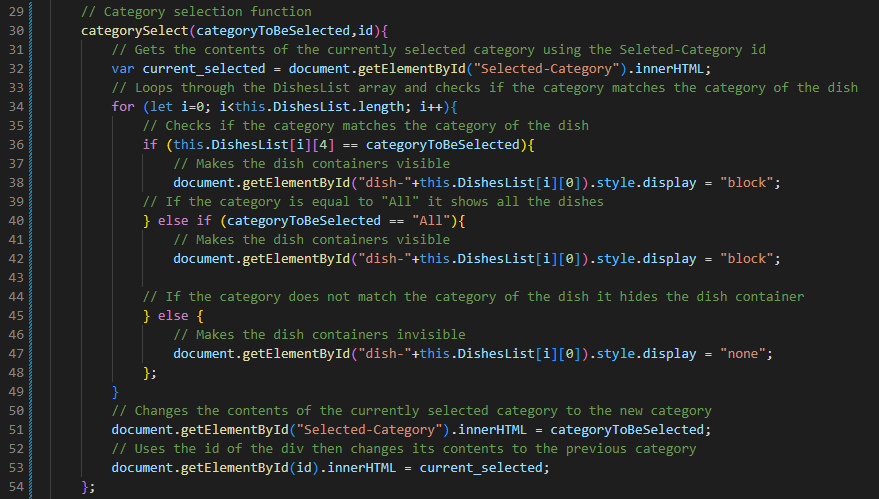 29 // Category selection function
30 categorySelect(categoryToBeSelected,id){
31 // Gets the contents of the currently selected category using the Seleted-Category id
32 var current_selected = document.getElementById("Selected-Category").innerHTML;
33 // Loops through the DishesList array and checks if the category matches the category of the dish
34 for (let i=0; i<this.DishesList.length; i++){
35 // Checks if the category matches the category of the dish
36 if (this.DishesList[i][4] == categoryToBeSelected){
37 // Makes the dish containers visible
38 document.getElementById("dish-"+this.DishesList[i][0]).style.display = "block";
39 // If the category is equal to "All" it shows all the dishes
40 } else if (categoryToBeSelected == "All"){
41 // Makes the dish containers visible
42 document.getElementById("dish-"+this.DishesList[i][0]).style.display = "block";
43
44 // If the category does not match the category of the dish it hides the dish container
45 } else {
46 // Makes the dish containers invisible
47 document.getElementById("dish-"+this.DishesList[i][0]).style.display = "none";
48 };
49 }
50 // Changes the contents of the currently selected category to the new category
51 document.getElementById("Selected-Category").innerHTML = categoryToBeSelected;
52 // Uses the id of the div then changes its contents to the previous category
53 document.getElementById(id).innerHTML = current_selected;
54 };